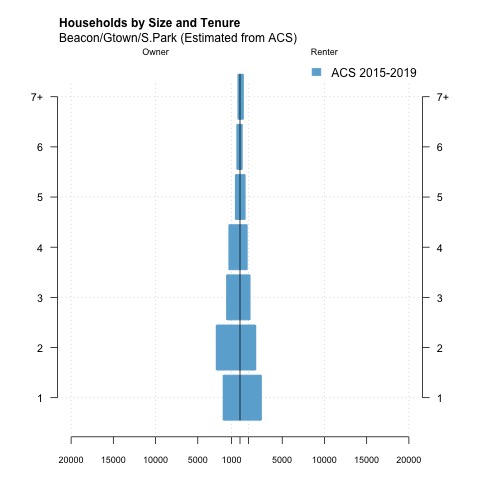 Households by Size and Tenure
Beacon/Gtown/S.Park (Estimated from ACS)
Owner Renter
ACS 2015-2019
7+ 7+
6 6
5 5
4 4
3 3
2 2
1 1
20000 15000 10000 5000 1000 5000 10000 15000 20000